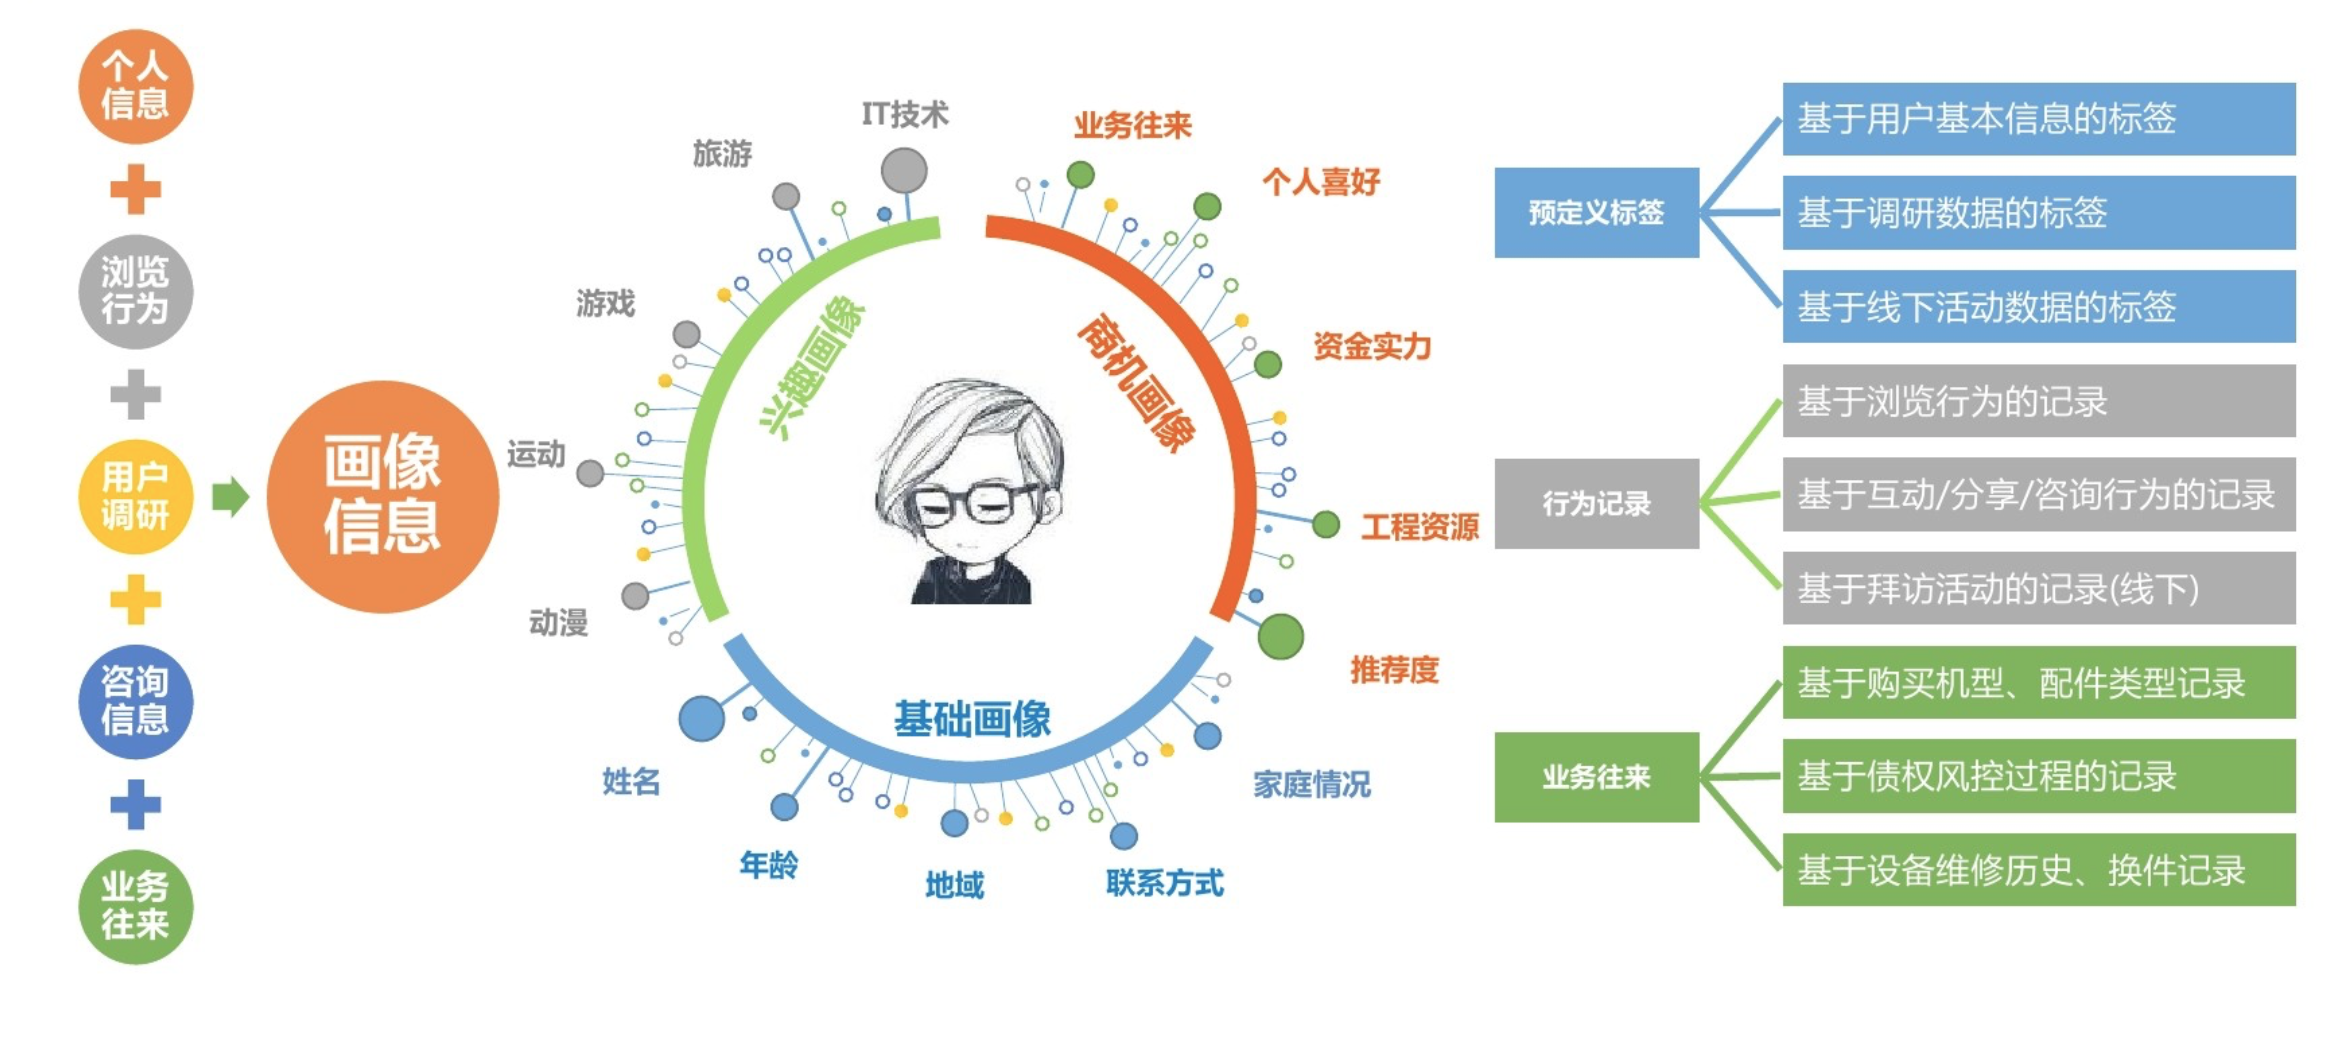 个人
信息
浏览
行为
用户
调研
咨询
信息
业务
往来
画像
信息
IT技术
旅游
游戏
运动
动漫
兴趣画像
业务往来
个人喜好
资金实力
工程资源
推荐度
商机画像
基础画像
姓名
年龄
地域
联系方式
家庭情况
预定义标签
基于用户基本信息的标签
基于调研数据的标签
基于线下活动数据的标签
行为记录
基于浏览行为的记录
基于互动/分享/咨询行为的记录
基于拜访活动的记录(线下)
业务往来
基于购买机型、配件类型记录
基于债权风控过程的记录
基于设备维修历史、换件记录